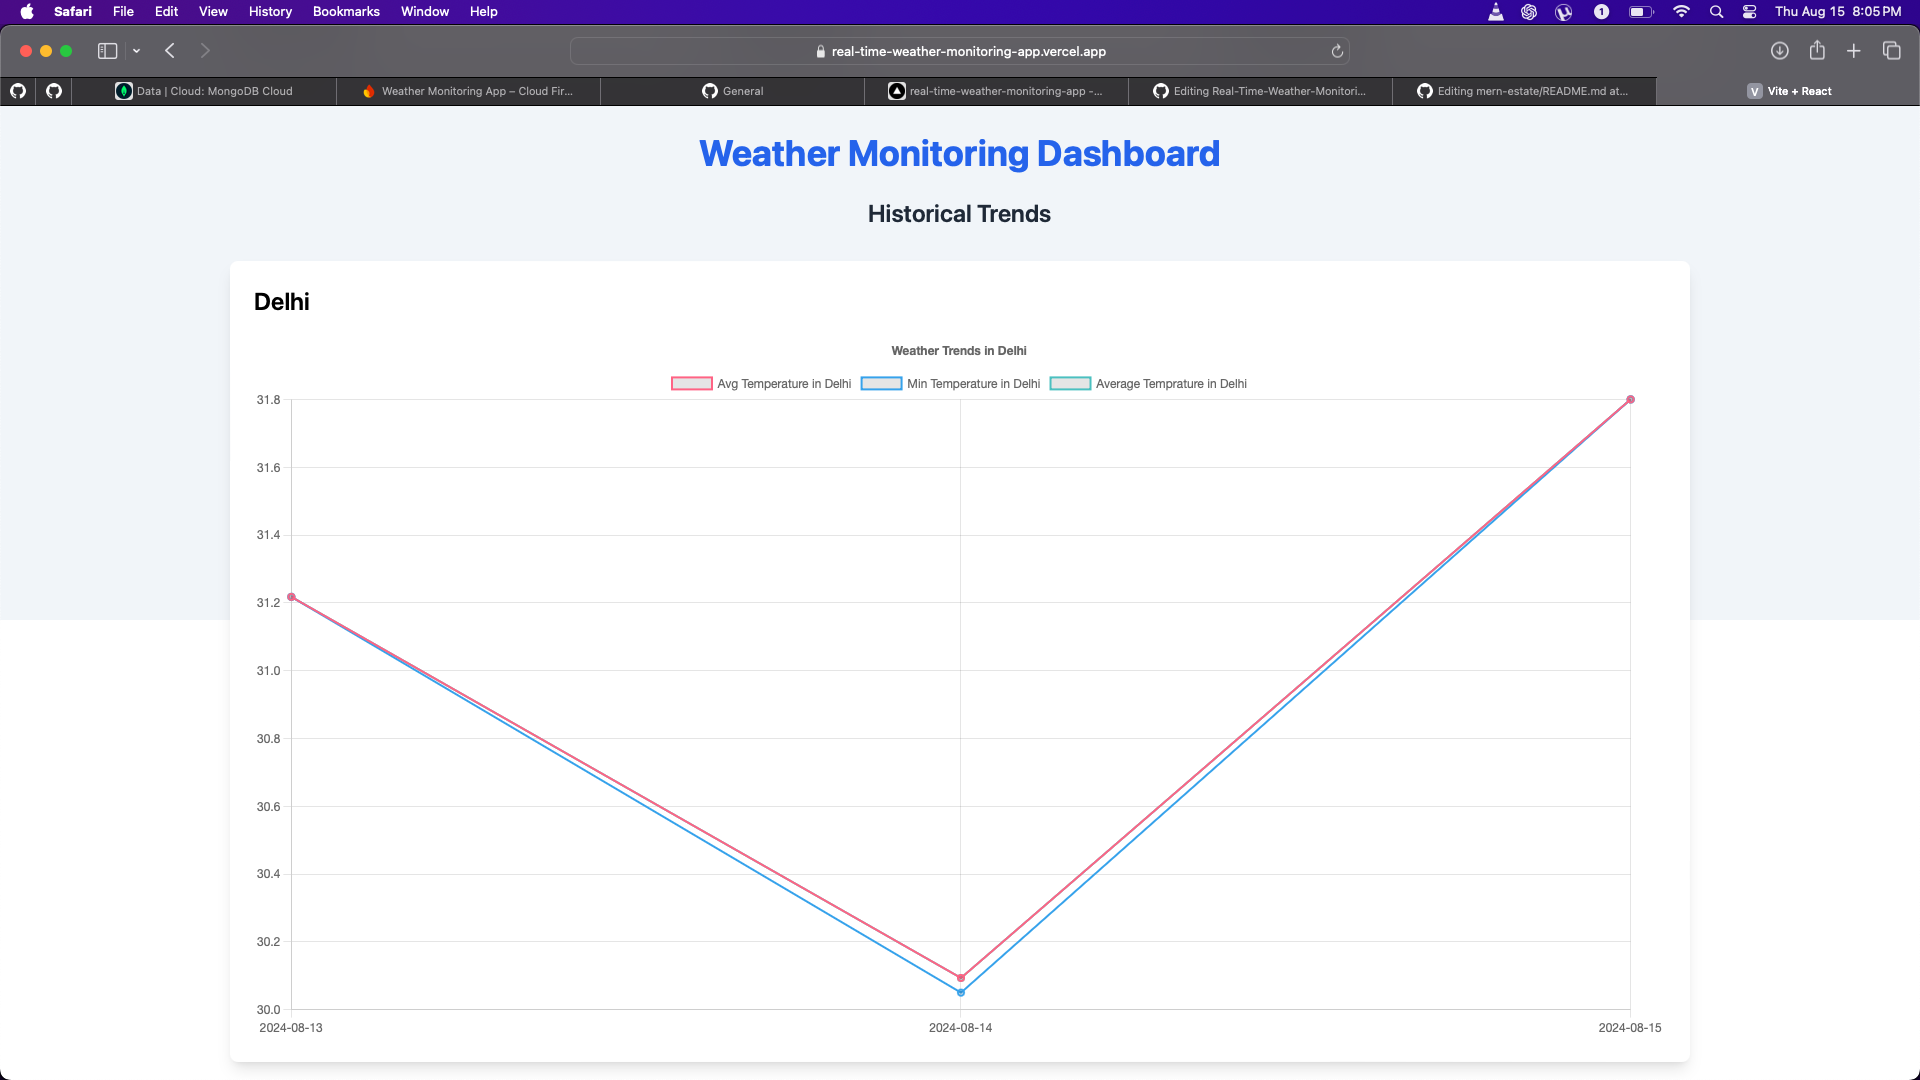 Safari File Edit View History Bookmarks Window Help 1 Thu Aug 15 8:05 PM
real-time-weather-monitoring-app.vercel.app
Data | Cloud: MongoDB Cloud Weather Monitoring App – Cloud Fir... General real-time-weather-monitoring-app -... Editing Real-Time-Weather-Monitori... Editing mern-estate/README.md at... V Vite + React
Weather Monitoring Dashboard
Historical Trends
Delhi
Weather Trends in Delhi
Avg Temperature in Delhi Min Temperature in Delhi Average Temprature in Delhi
31.8
31.6
31.4
31.2
31.0
30.8
30.6
30.4
30.2
30.0
2024-08-13 2024-08-14 2024-08-15